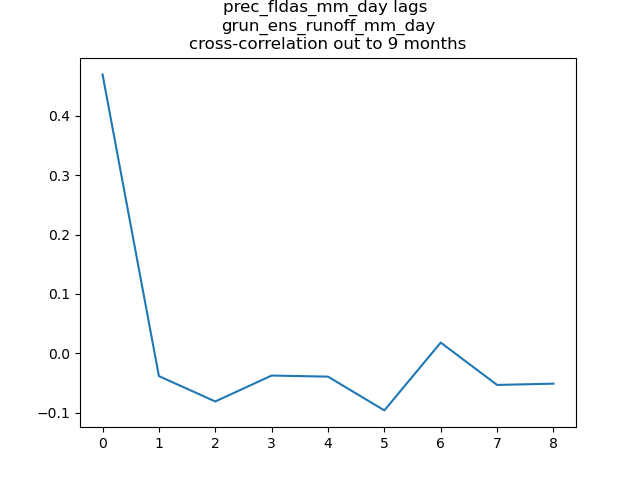 prec_fldas_mm_day lags
grun_ens_runoff_mm_day
cross-correlation out to 9 months
0.4
0.3
0.2
0.1
0.0
−0.1
0 1 2 3 4 5 6 7 8